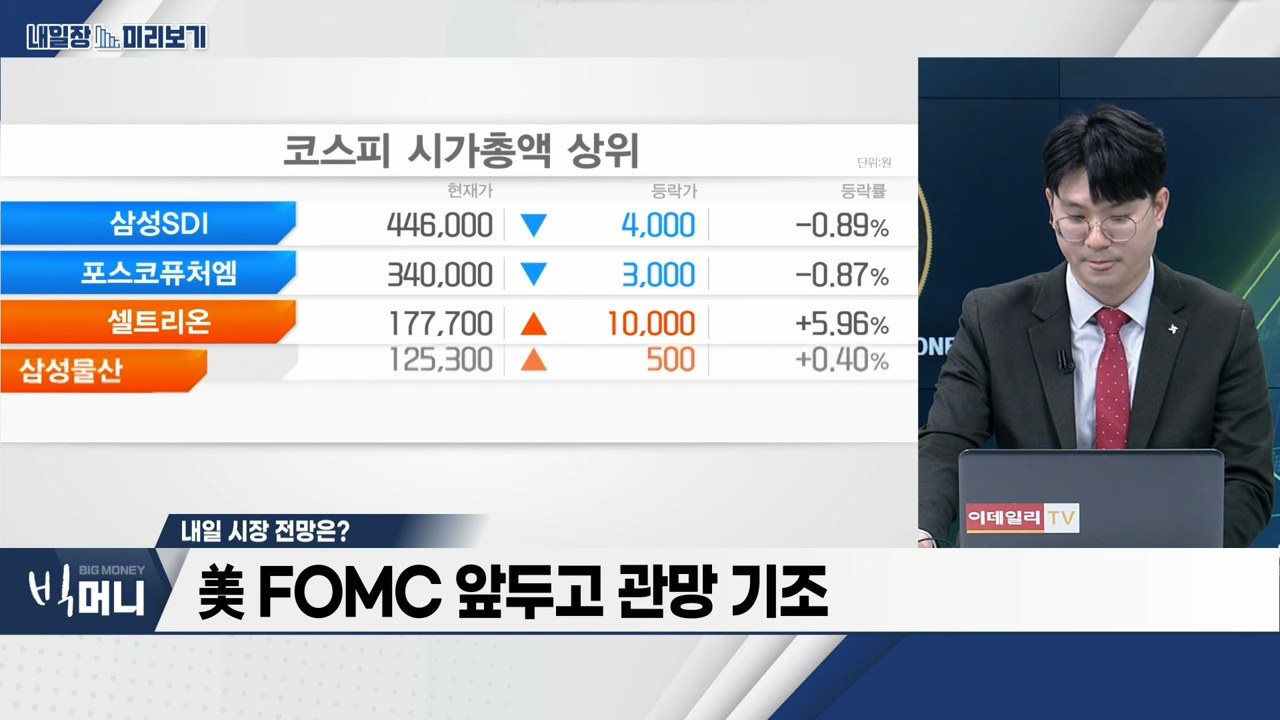 내일장 미리보기
코스피 시가총액 상위
단위:원
현재가 등락가 등락률
삼성SDI 446,000 ▼ 4,000 -0.89%
포스코퓨처엠 340,000 ▼ 3,000 -0.87%
셀트리온 177,700 ▲ 10,000 +5.96%
삼성물산 125,300 ▲ 500 +0.40%
ONE
이데일리TV
내일 시장 전망은?
빅머니 BIG MONEY
美 FOMC 앞두고 관망 기조